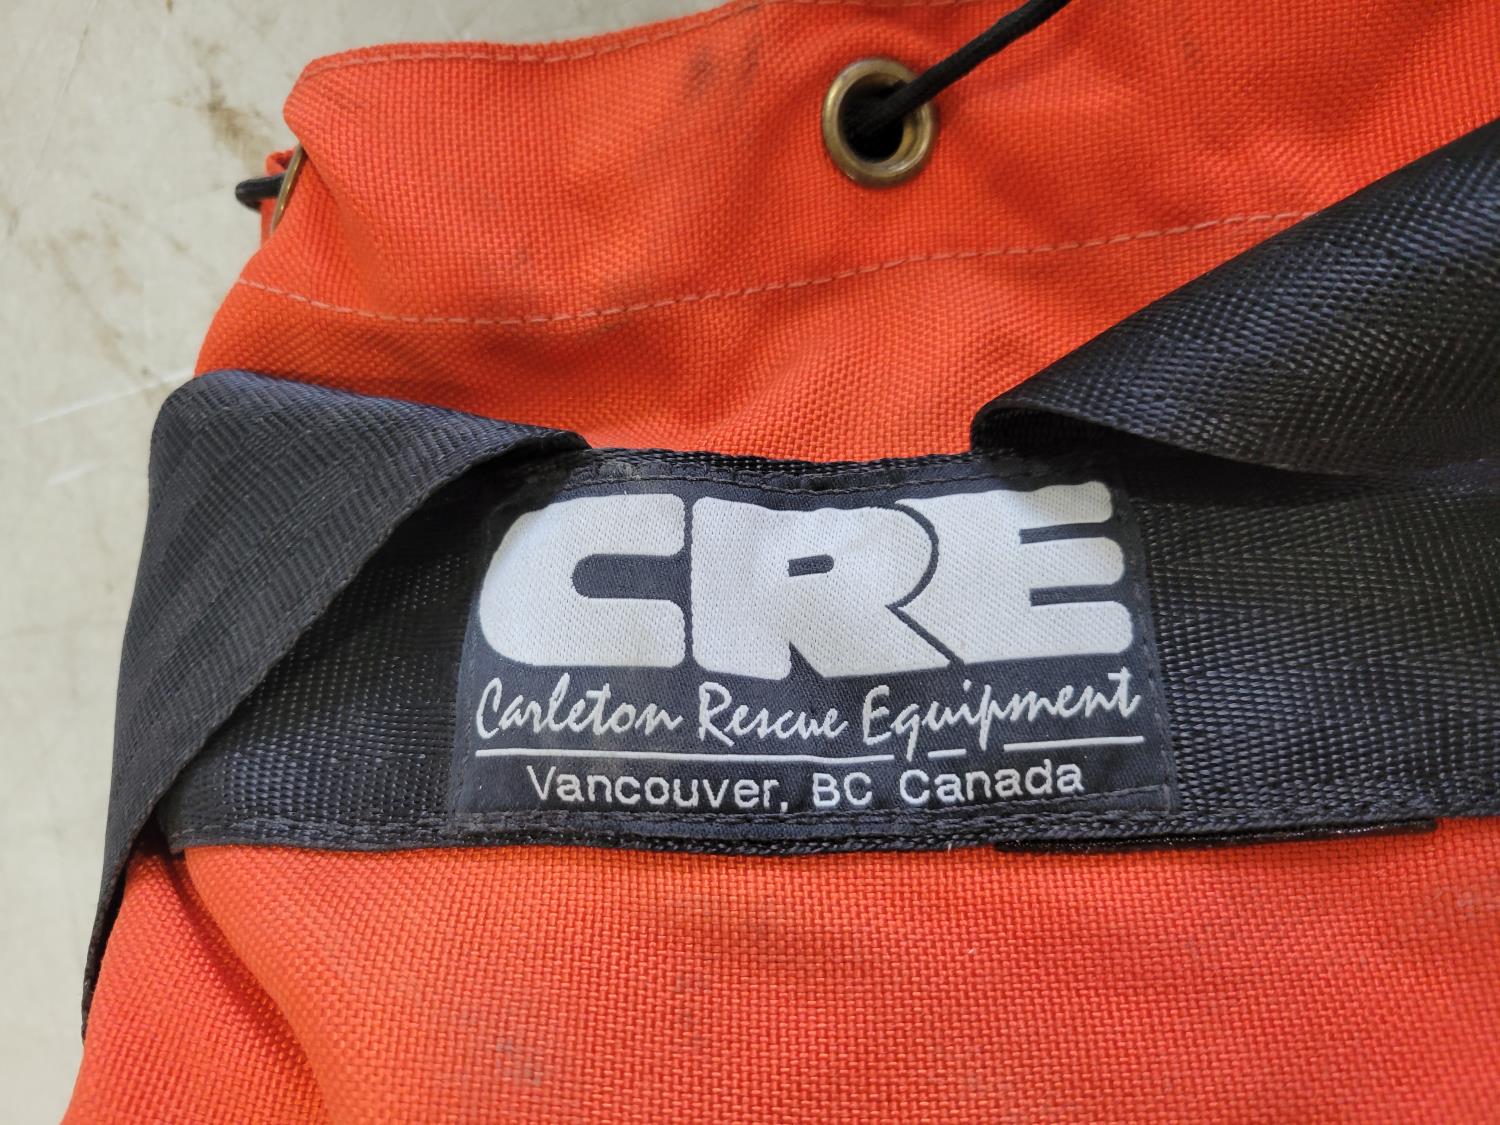 CRE
Carleton Rescue Equipment
Vancouver, BC Canada